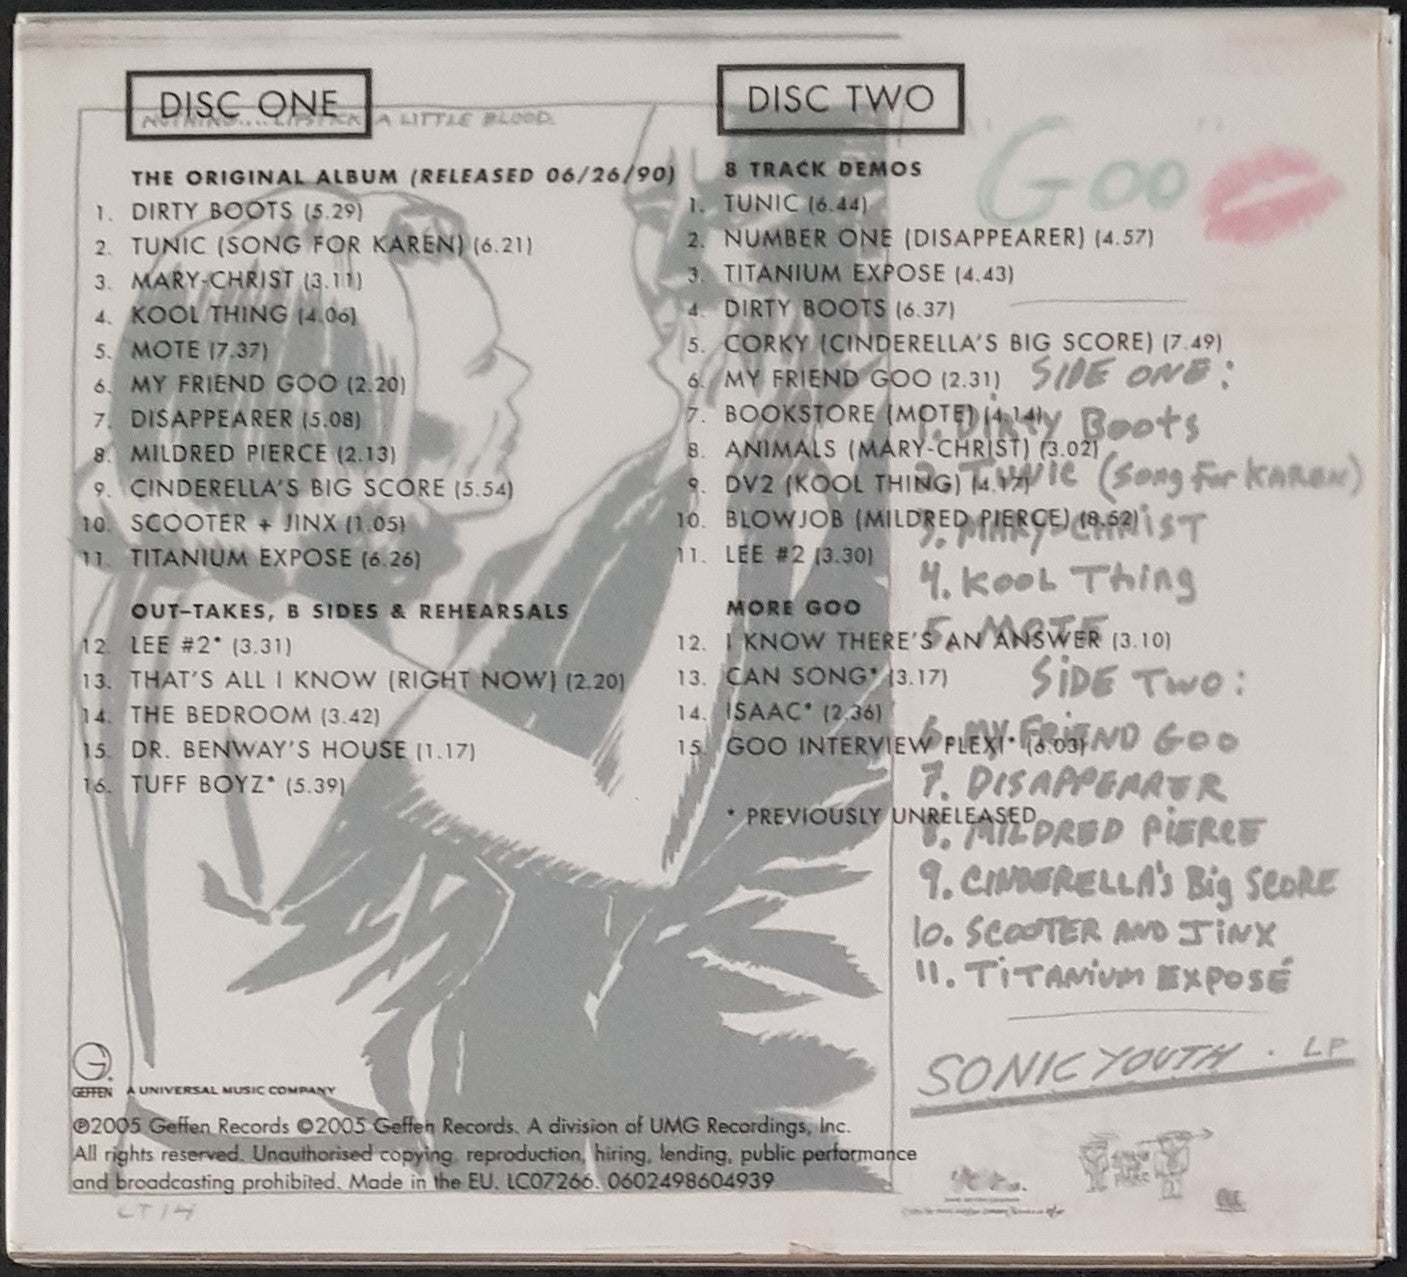 DISC ONE
NOTHING.... LIPSTICK A LITTLE BLOOD.
THE ORIGINAL ALBUM (RELEASED 06/26/90)
1. DIRTY BOOTS (5.29)
2. TUNIC (SONG FOR KAREN) (6.21)
3. MARY-CHRIST (3.11)
4. KOOL THING (4.06)
5. MOTE (7.37)
6. MY FRIEND GOO (2.20)
7. DISAPPEARER (5.08)
8. MILDRED PIERCE (2.13)
9. CINDERELLA'S BIG SCORE (5.54)
10. SCOOTER + JINX (1.05)
11. TITANIUM EXPOSE (6.26)
OUT-TAKES, B SIDES & REHEARSALS
12. LEE #2* (3.31)
13. THAT'S ALL I KNOW (RIGHT NOW) (2.20)
14. THE BEDROOM (3.42)
15. DR. BENWAY'S HOUSE (1.17)
16. TUFF BOYZ* (5.39)
DISC TWO
8 TRACK DEMOS
1. TUNIC (6.44)
2. NUMBER ONE (DISAPPEARER) (4.57)
3. TITANIUM EXPOSE (4.43)
4. DIRTY BOOTS (6.37)
5. CORKY (CINDERELLA'S BIG SCORE) (7.49)
6. MY FRIEND GOO (2.31)
7. BOOKSTORE (MOTE) (4.14)
8. ANIMALS (MARY-CHRIST) (3.02)
9. DV2 (KOOL THING) (4.17)
10. BLOWJOB (MILDRED PIERCE) (8.52)
11. LEE #2 (3.30)
MORE GOO
12. I KNOW THERE'S AN ANSWER (3.10)
13. CAN SONG* (3.17)
14. ISAAC* (2.36)
15. GOO INTERVIEW FLEXI* (6.03)
* PREVIOUSLY UNRELEASED
"Goo"
SIDE ONE:
1. Dirty Boots
2. TUNIC (Song For KAREN)
3. MARY-CHRIST
4. KOOL Thing
5. MOTE
SiDE Two:
6. MY FRiEND GOO
7. DISAPPEARER
8. MILDRED PiERCE
9. CINDERELLA'S Big SCORE
10. SCOOTER AND JiNX
11. TiTANiUM EXPOSÉ
SONIC YOUTH . LP
GEFFEN A UNIVERSAL MUSIC COMPANY
℗2005 Geffen Records ©2005 Geffen Records. A division of UMG Recordings, Inc.
All rights reserved. Unauthorised copying, reproduction, hiring, lending, public performance
and broadcasting prohibited. Made in the EU. LC07266. 0602498604939